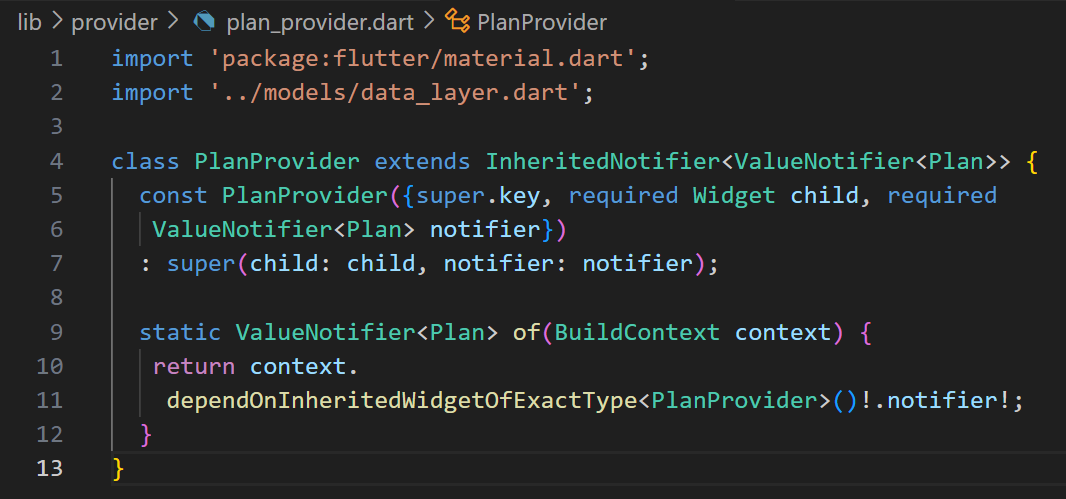 lib > provider > plan_provider.dart > PlanProvider
1 import 'package:flutter/material.dart';
2 import '../models/data_layer.dart';
3
4 class PlanProvider extends InheritedNotifier<ValueNotifier<Plan>> {
5 const PlanProvider({super.key, required Widget child, required
6 ValueNotifier<Plan> notifier})
7 : super(child: child, notifier: notifier);
8
9 static ValueNotifier<Plan> of(BuildContext context) {
10 return context.
11 dependOnInheritedWidgetOfExactType<PlanProvider>()!.notifier!;
12 }
13 }